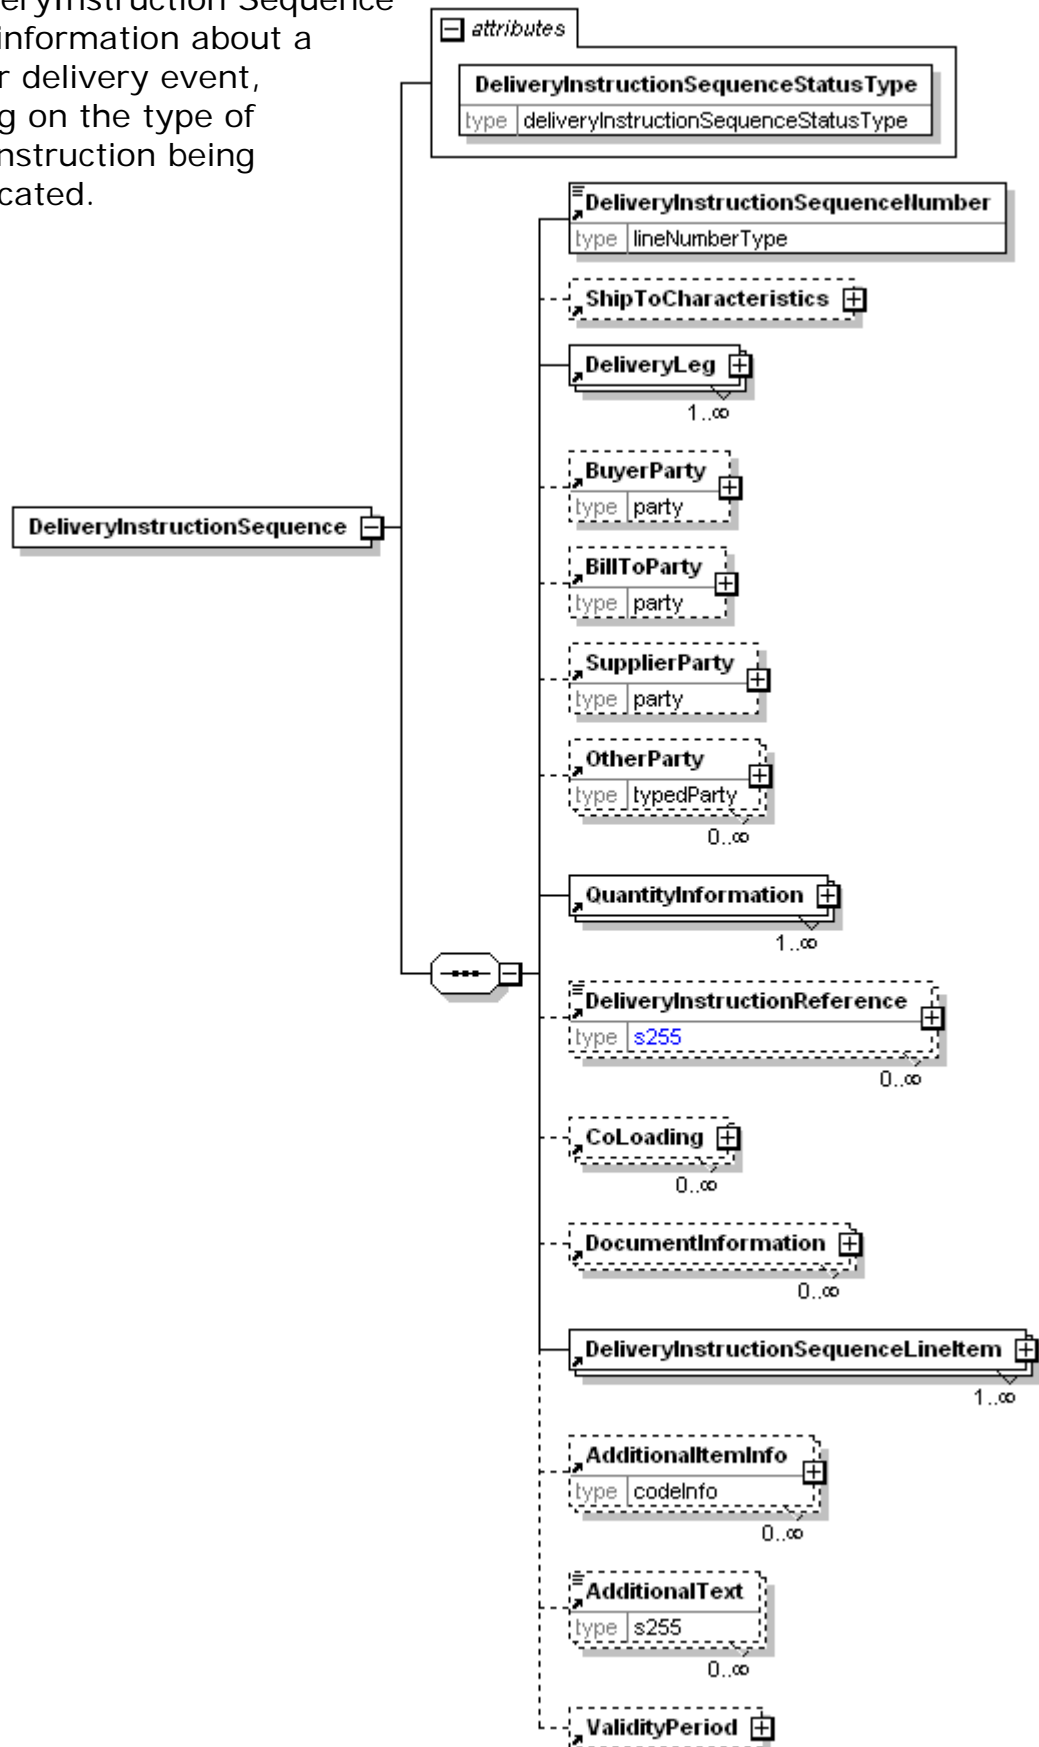 eryInstruction Sequence
information about a
r delivery event,
g on the type of
nstruction being
cated.
attributes
DeliveryInstructionSequenceStatusType
type deliveryInstructionSequenceStatusType
DeliveryInstructionSequenceNumber
type lineNumberType
ShipToCharacteristics
DeliveryLeg
1..∞
BuyerParty
type party
DeliveryInstructionSequence
BillToParty
type party
SupplierParty
type party
OtherParty
type typedParty
0..∞
QuantityInformation
1..∞
DeliveryInstructionReference
type s255
0..∞
CoLoading
0..∞
DocumentInformation
0..∞
DeliveryInstructionSequenceLineItem
1..∞
AdditionalItemInfo
type codeInfo
0..∞
AdditionalText
type s255
0..∞
ValidityPeriod